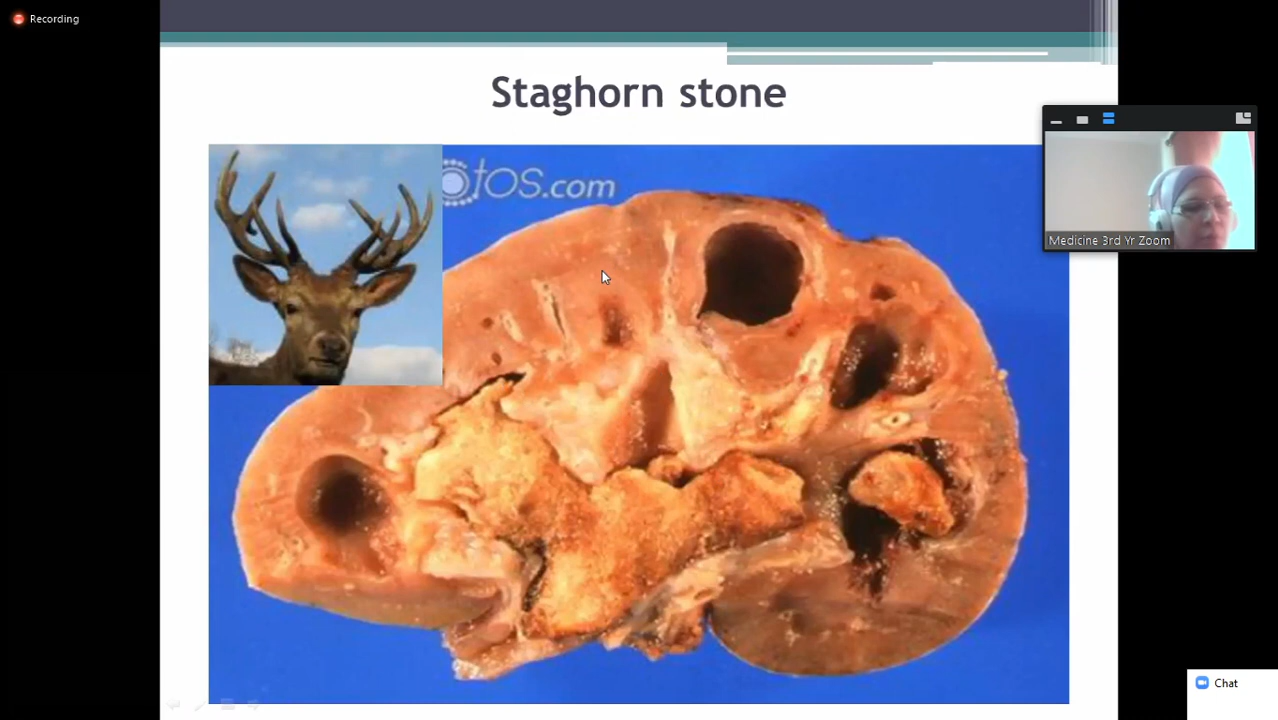 Recording
Staghorn stone
otos.com
Medicine 3rd Yr Zoom
Chat